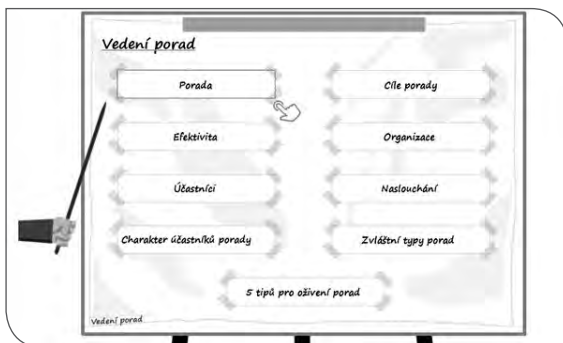 Vedení porad
Porada
Cíle porady
Efektivita
Organizace
Účastníci
Naslouchání
Charakter účastníků porady
Zvláštní typy porad
5 tipů pro oživení porad
Vedení porad